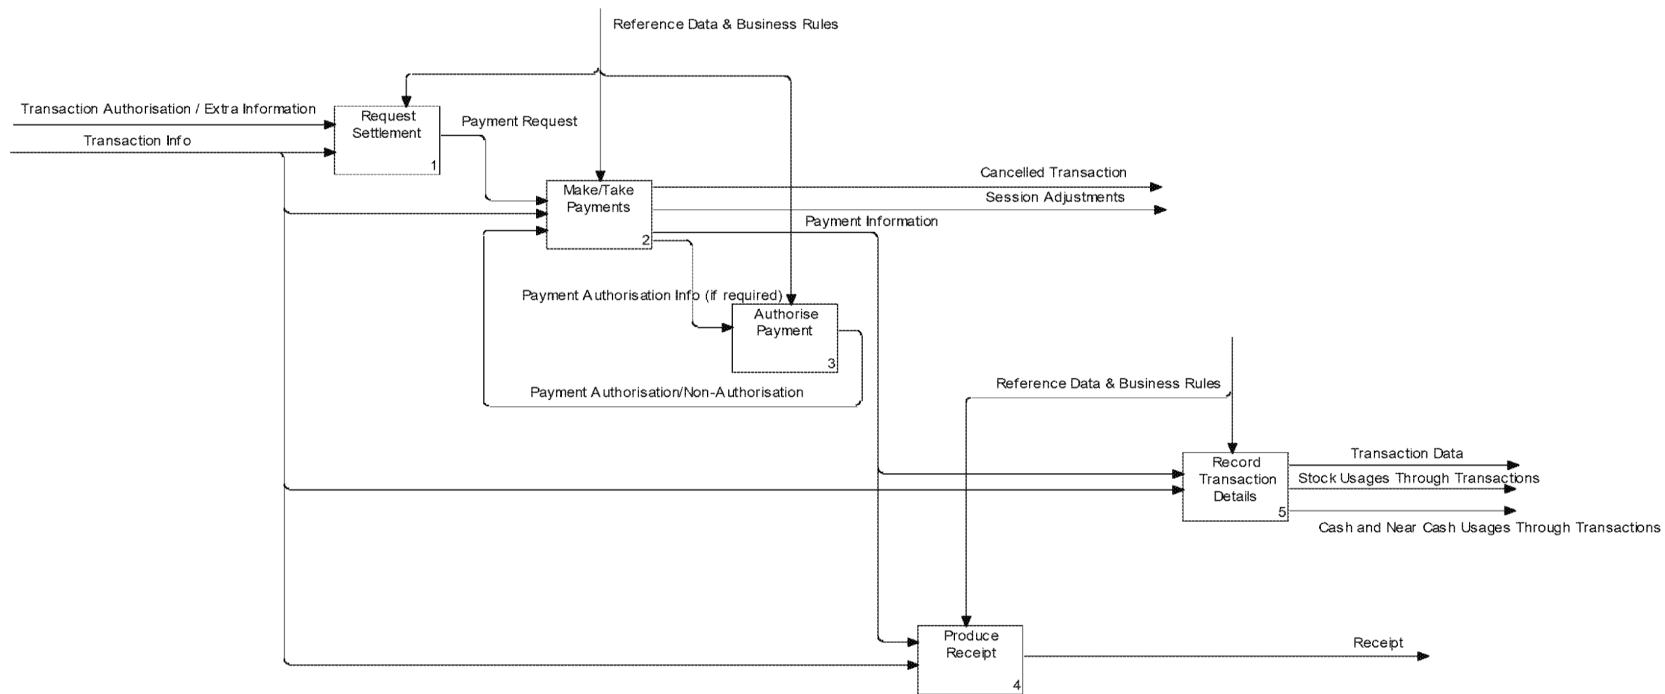 Reference Data & Business Rules
Transaction Authorisation / Extra Information
Transaction Info
Request
Settlement
1
Payment Request
Make/Take
Payments
2
Cancelled Transaction
Session Adjustments
Payment Information
Payment Authorisation Info (if required)
Authorise
Payment
3
Payment Authorisation/Non-Authorisation
Reference Data & Business Rules
Record
Transaction
Details
5
Transaction Data
Stock Usages Through Transactions
Cash and Near Cash Usages Through Transactions
Produce
Receipt
4
Receipt